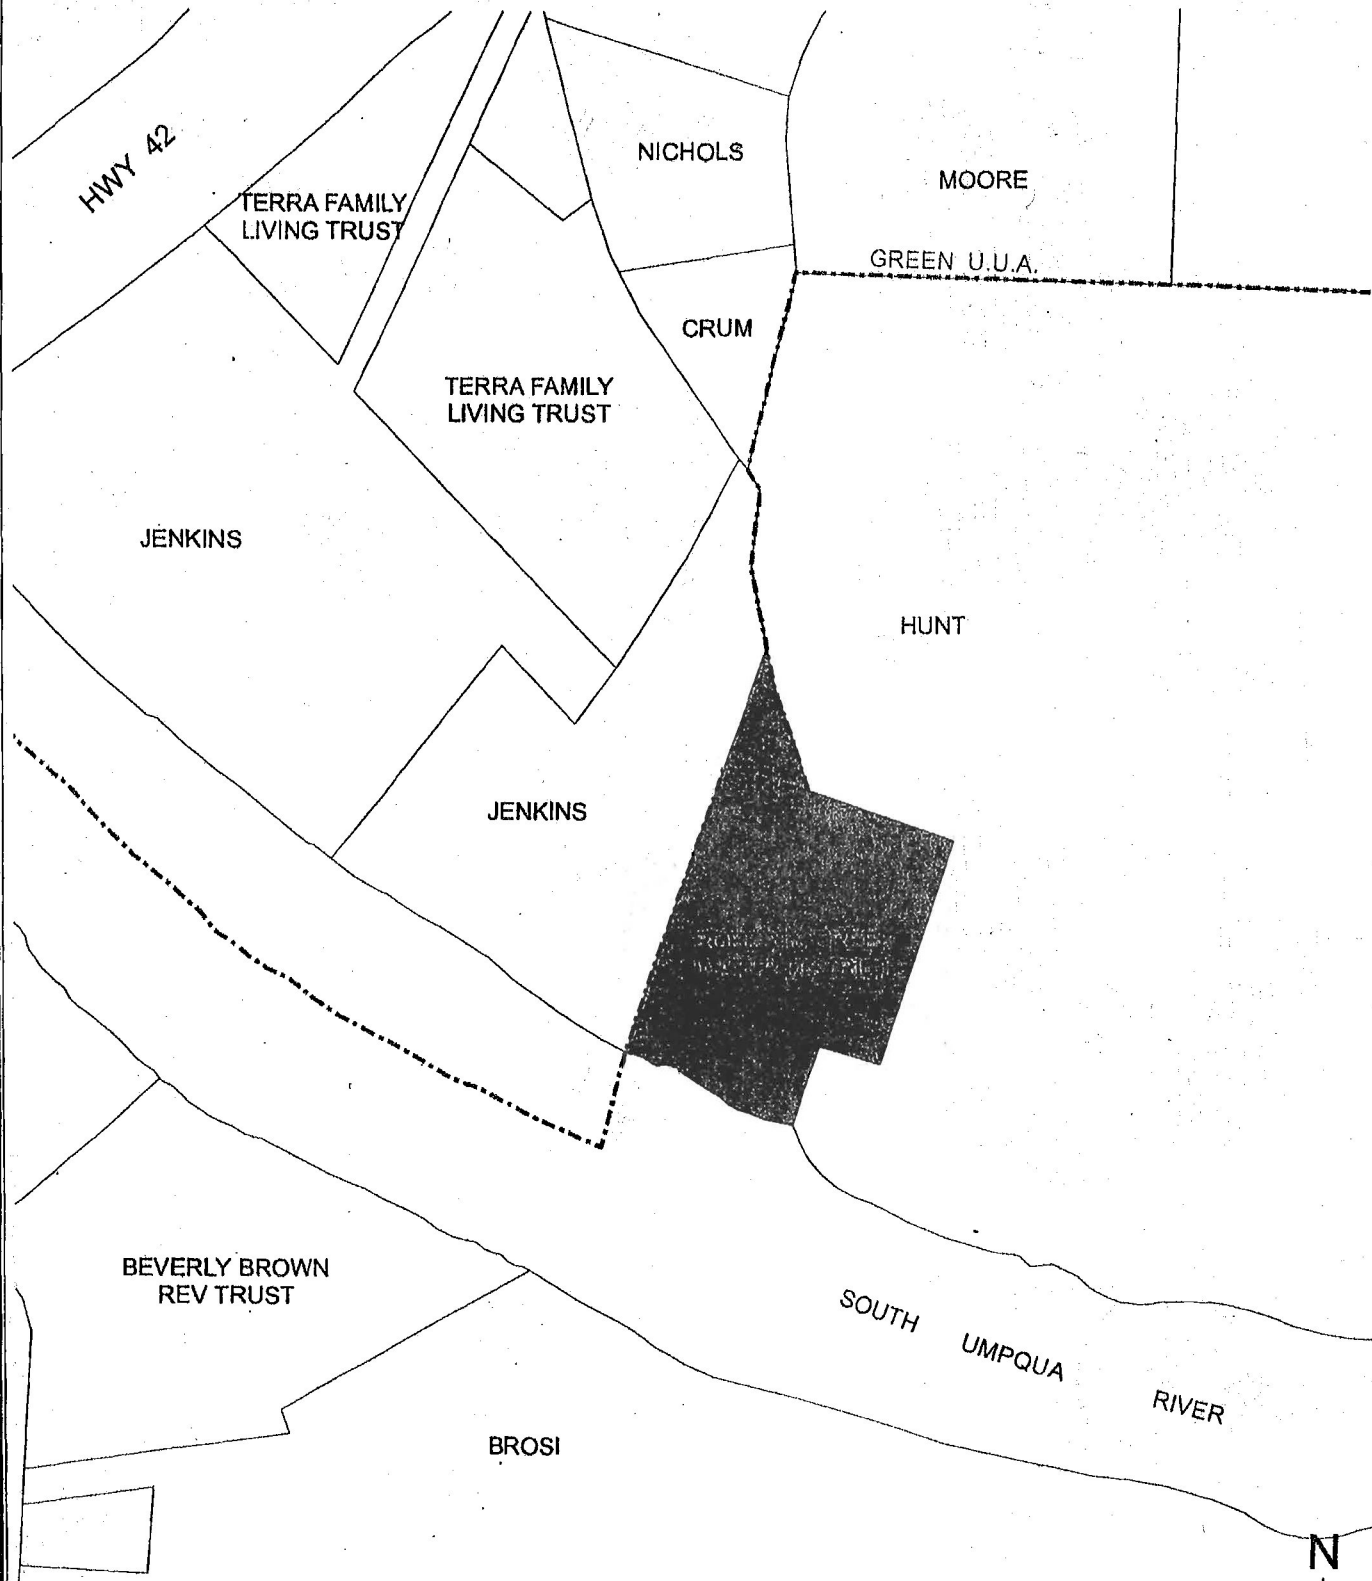 HWY 42
NICHOLS
MOORE
TERRA FAMILY
LIVING TRUST
GREEN U.U.A.
CRUM
TERRA FAMILY
LIVING TRUST
JENKINS
HUNT
JENKINS
BEVERLY BROWN
REV TRUST
SOUTH UMPQUA RIVER
BROSI
N